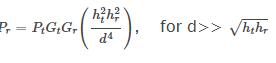 P_r = P_t G_t G_r ( h_t^2 h_r^2 / d^4 ), for d>> √(h_t h_r)